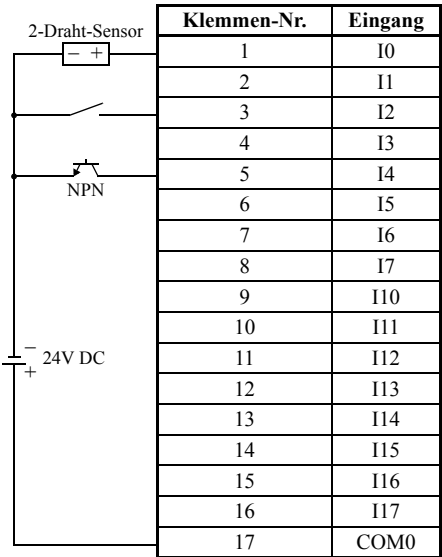 2-Draht-Sensor
− +
NPN
−
24V DC
+
Klemmen-Nr. Eingang
1 I0
2 I1
3 I2
4 I3
5 I4
6 I5
7 I6
8 I7
9 I10
10 I11
11 I12
12 I13
13 I14
14 I15
15 I16
16 I17
17 COM0